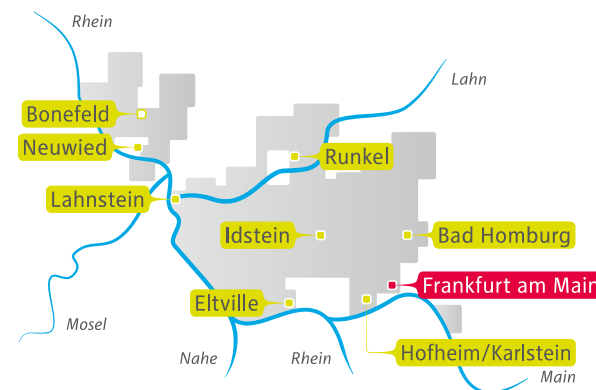 Rhein
Lahn
Bonefeld
Neuwied
Runkel
Lahnstein
Idstein
Bad Homburg
Frankfurt am Main
Eltville
Mosel
Hofheim/Karlstein
Nahe
Rhein
Main